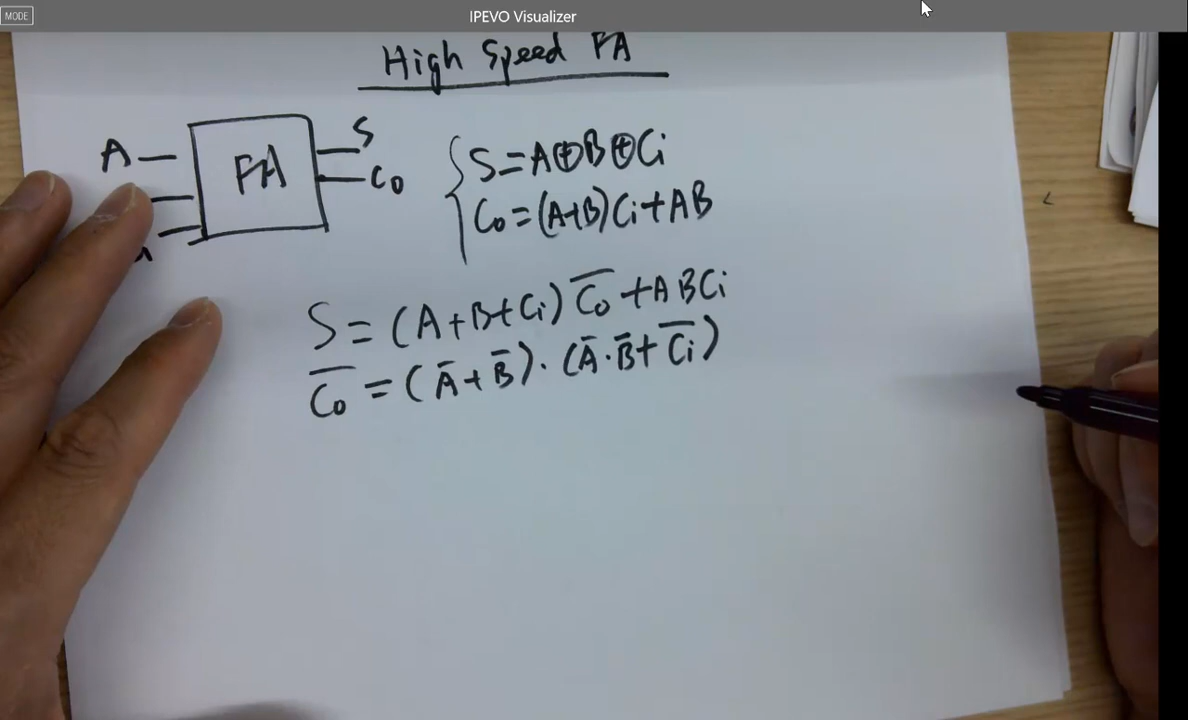 MODE
IPEVO Visualizer
High Speed FA
A
FA
S
Co
S=A⊕B⊕Ci
Co=(A+B)Ci+AB
S=(A+B+Ci)C̅o̅+ABCi
C̅o̅=(A̅+B̅)·(A̅·B̅+C̅i̅)